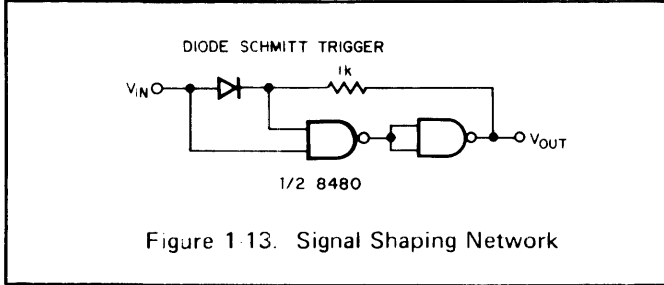 DIODE SCHMITT TRIGGER
1k
VIN
VOUT
1/2 8480
Figure 1-13. Signal Shaping Network